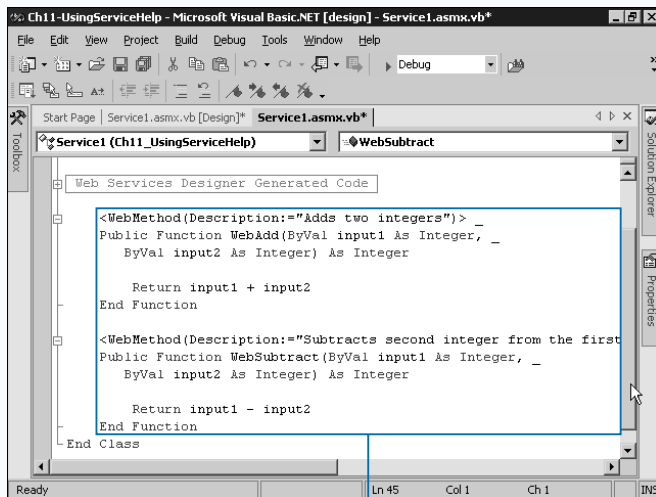 Ch11-UsingServiceHelp - Microsoft Visual Basic.NET [design] - Service1.asmx.vb*
File Edit View Project Build Debug Tools Window Help
Debug
Start Page Service1.asmx.vb [Design]* Service1.asmx.vb*
Service1 (Ch11_UsingServiceHelp) WebSubtract
Toolbox
Solution Explorer
Properties
Web Services Designer Generated Code
<WebMethod(Description:="Adds two integers")> _
Public Function WebAdd(ByVal input1 As Integer, _
ByVal input2 As Integer) As Integer
Return input1 + input2
End Function
<WebMethod(Description:="Subtracts second integer from the first
Public Function WebSubtract(ByVal input1 As Integer, _
ByVal input2 As Integer) As Integer
Return input1 - input2
End Function
End Class
Ready Ln 45 Col 1 Ch 1 INS